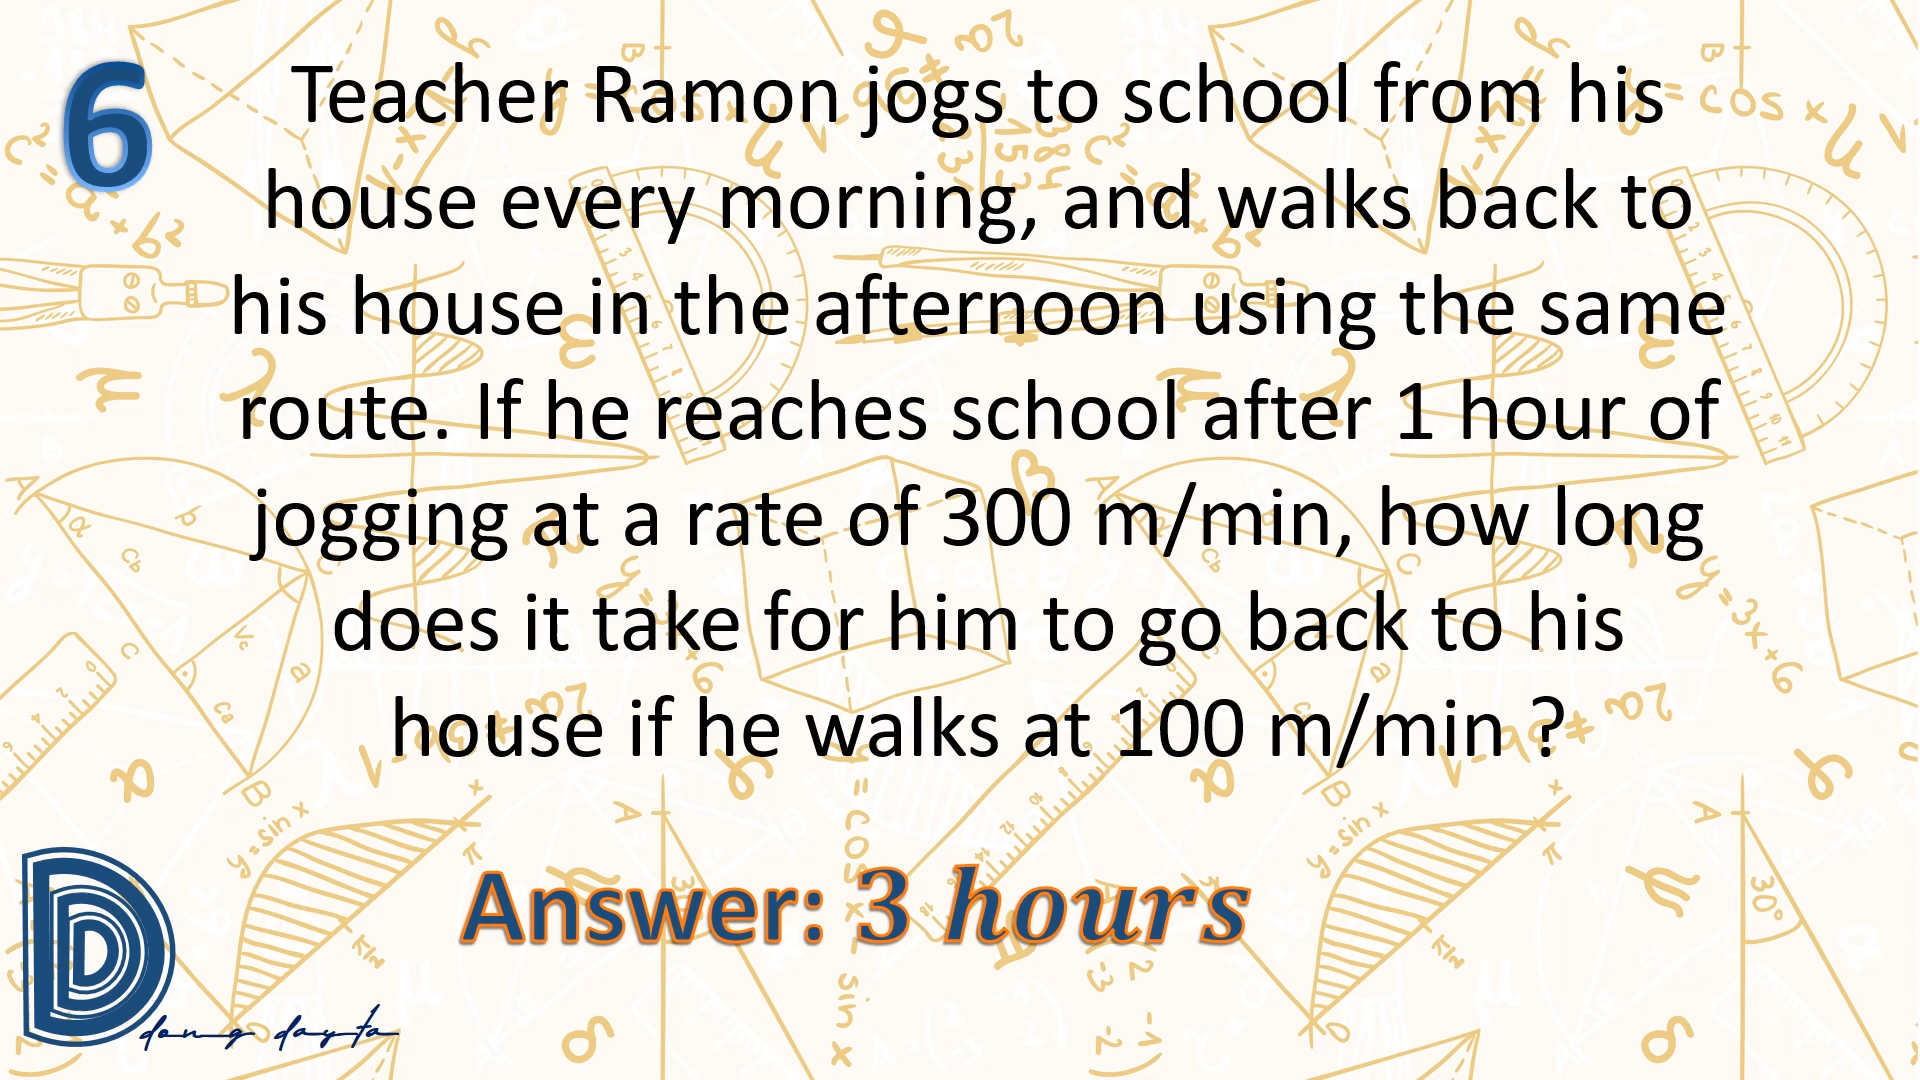 6
Teacher Ramon jogs to school from his
house every morning, and walks back to
his house in the afternoon using the same
route. If he reaches school after 1 hour of
jogging at a rate of 300 m/min, how long
does it take for him to go back to his
house if he walks at 100 m/min ?
Answer: 3 hours
dong dayta